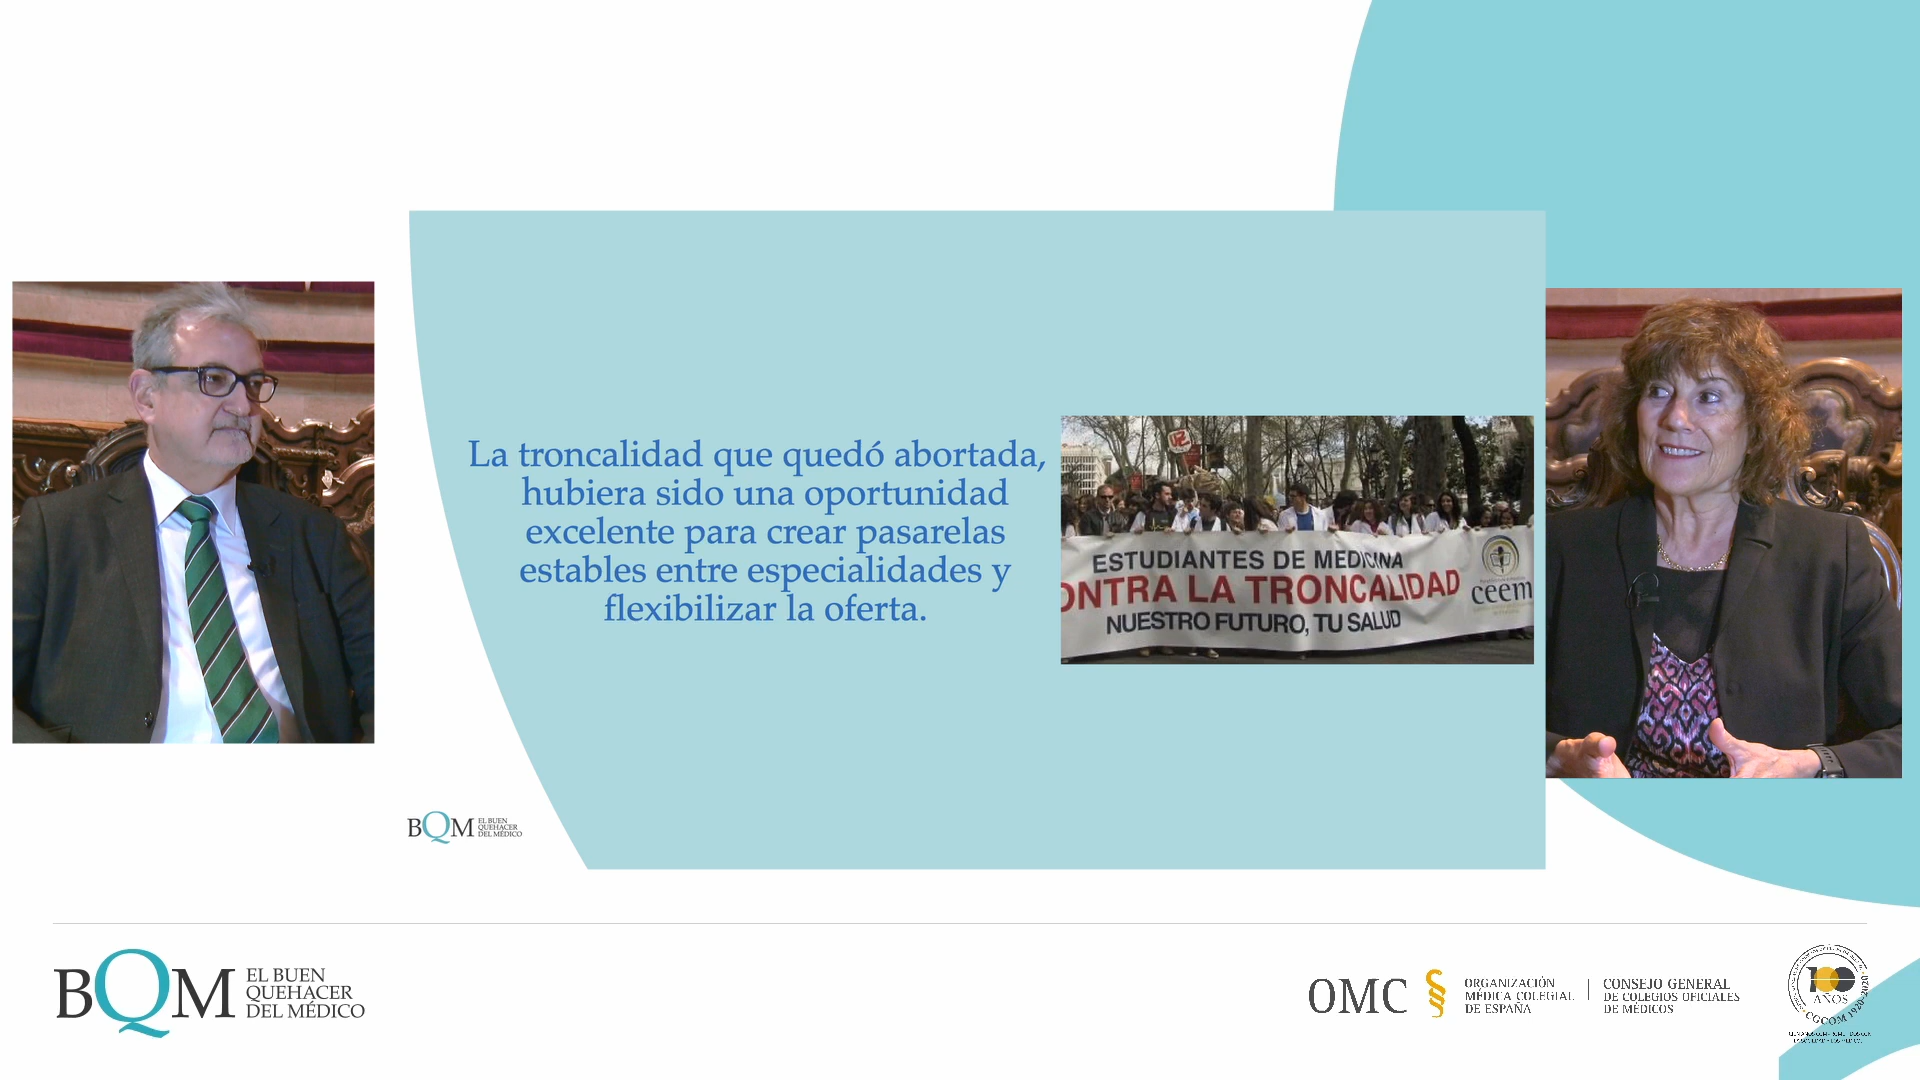 La troncalidad que quedó abortada,
hubiera sido una oportunidad
excelente para crear pasarelas
estables entre especialidades y
flexibilizar la oferta.
ESTUDIANTES DE MEDICINA
ONTRA LA TRONCALIDAD
NUESTRO FUTURO, TU SALUD
ceem
BQM
EL BUEN
QUEHACER
DEL MÉDICO
BQM
EL BUEN
QUEHACER
DEL MÉDICO
OMC
ORGANIZACIÓN
MÉDICA COLEGIAL
DE ESPAÑA
CONSEJO GENERAL
DE COLEGIOS OFICIALES
DE MÉDICOS
100
AÑOS
CGCOM 1920-2020